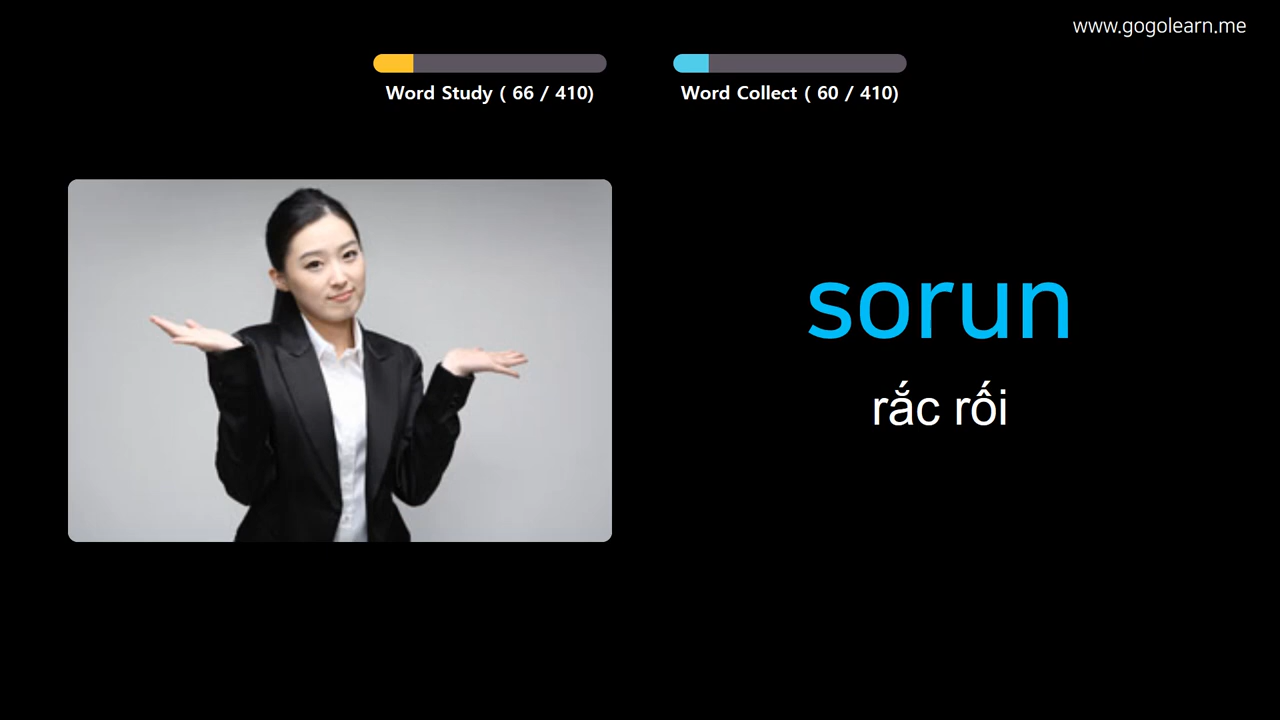 www.gogolearn.me
Word Study ( 66 / 410)
Word Collect ( 60 / 410)
sorun
rắc rối